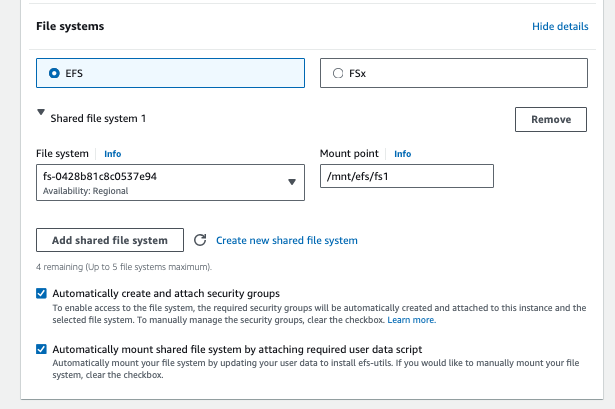 File systems
Hide details
EFS
FSx
Shared file system 1
Remove
File system
Info
Mount point
Info
fs-0428b81c8c0537e94
Availability: Regional
/mnt/efs/fs1
Add shared file system
Create new shared file system
4 remaining (Up to 5 file systems maximum).
Automatically create and attach security groups
To enable access to the file system, the required security groups will be automatically created and attached to this instance and the
selected file system. To manually manage the security groups, clear the checkbox. Learn more.
Automatically mount shared file system by attaching required user data script
Automatically mount your file system by updating your user data to install efs-utils. If you would like to manually mount your file
system, clear the checkbox.